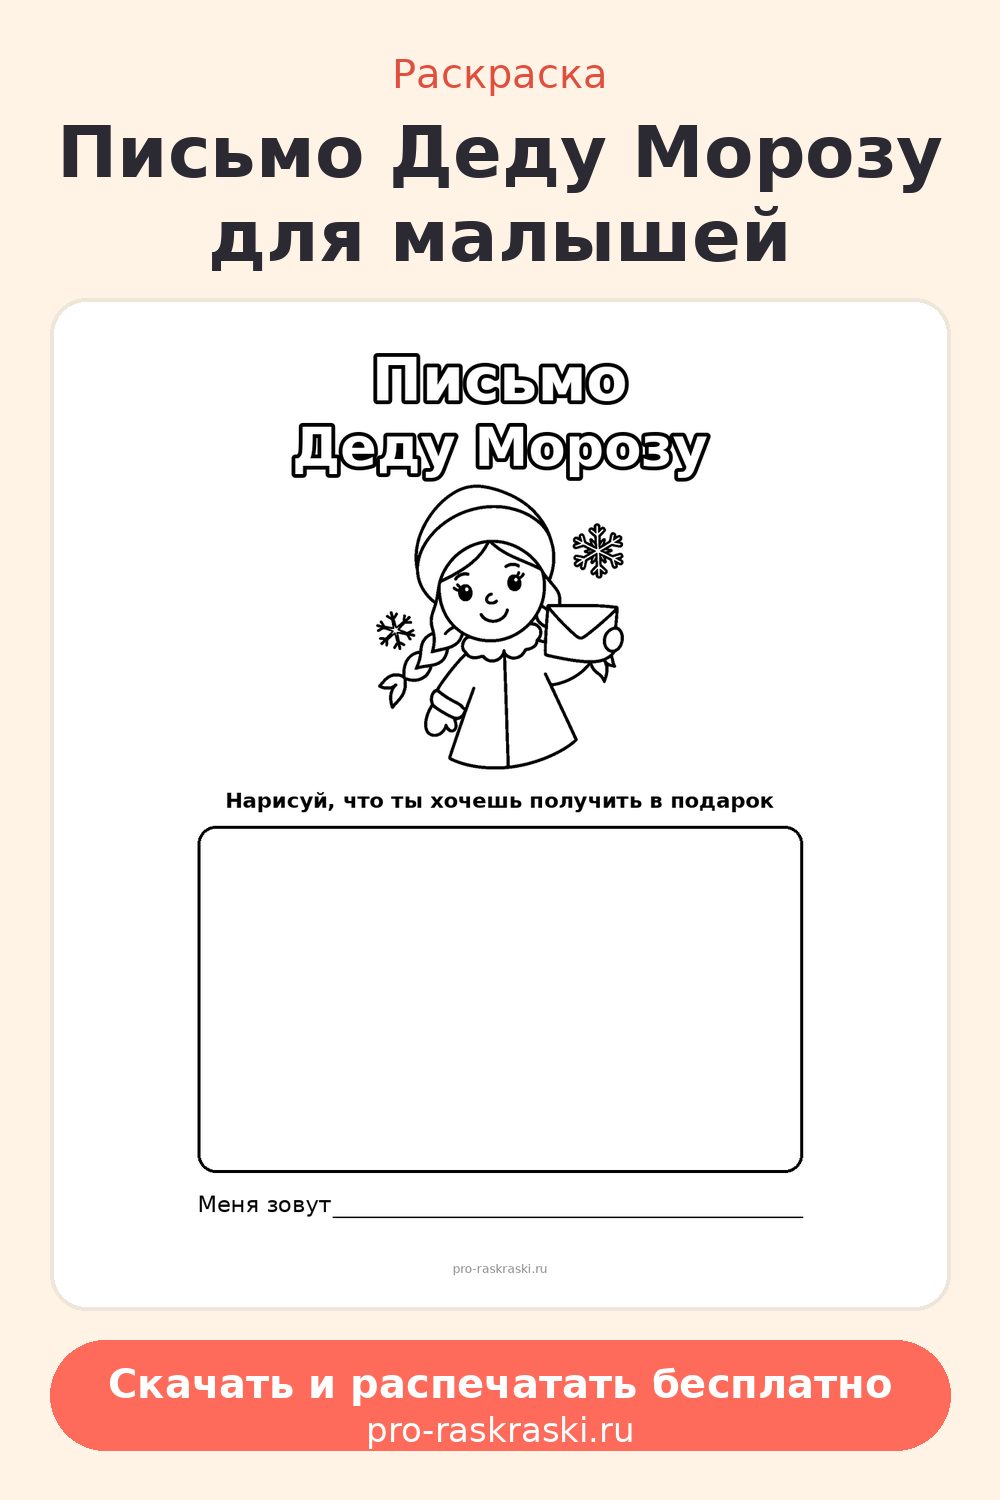 Раскраска
Письмо Деду Морозу
для малышей
Письмо
Деду Морозу
Нарисуй, что ты хочешь получить в подарок
Меня зовут
pro-raskraski.ru
Скачать и распечатать бесплатно
pro-raskraski.ru